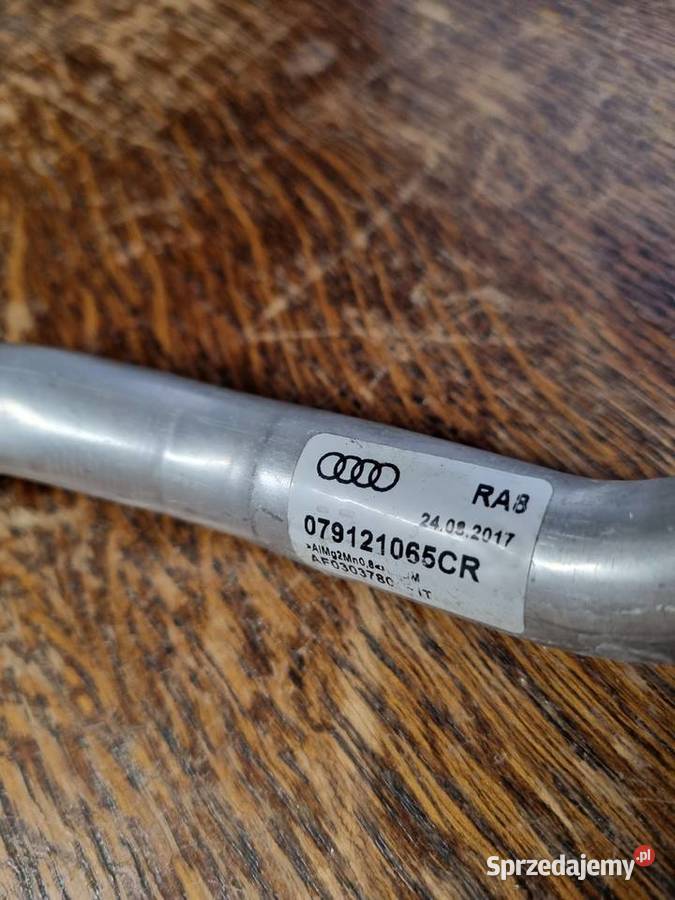 RA8
24.08.2017
079121065CR
>AlMg2Mn0,8<
Sprzedajemy.pl